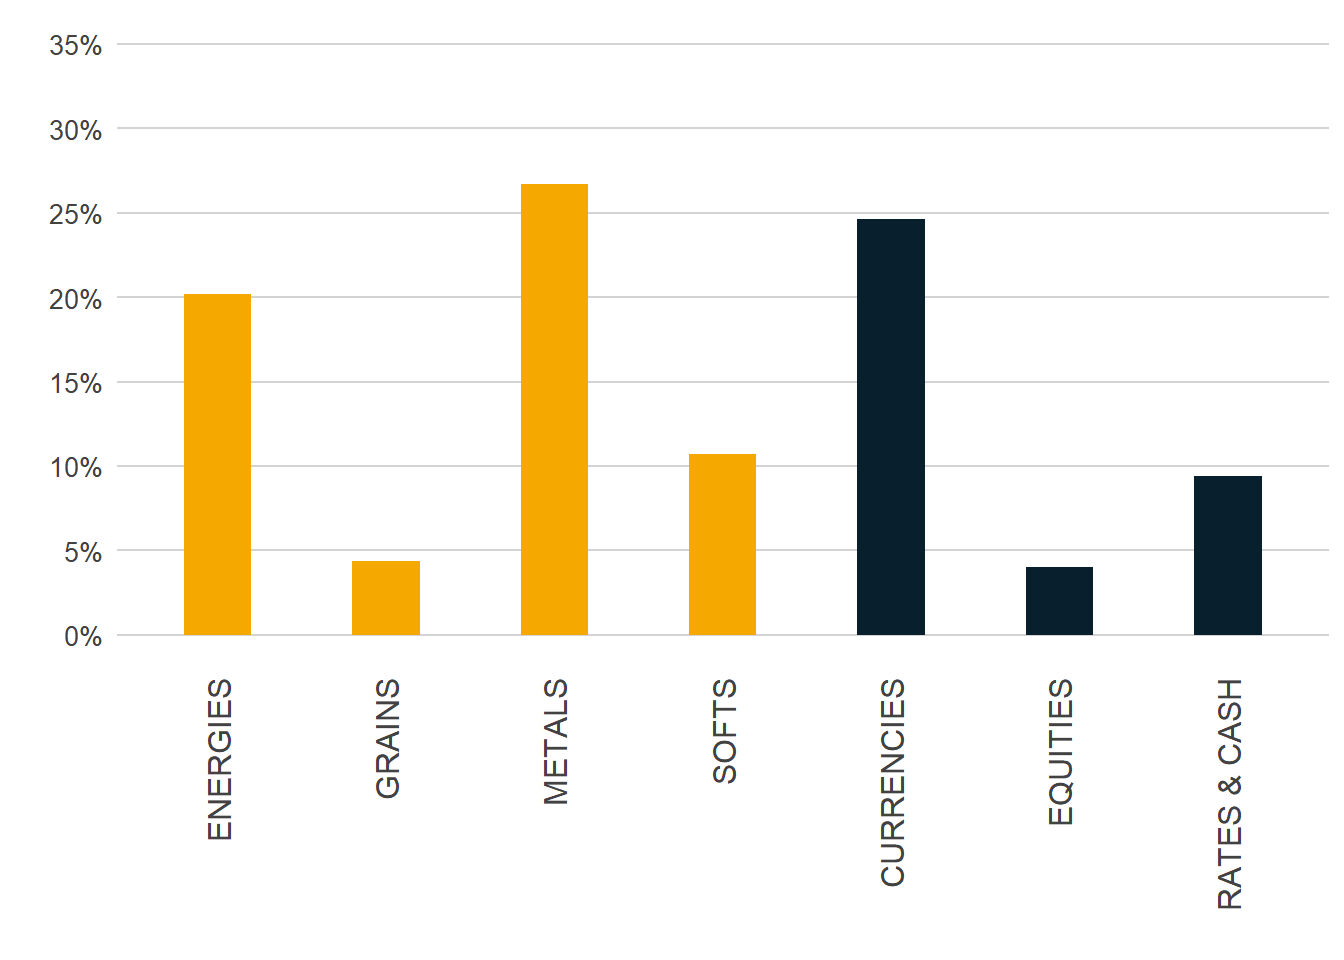 35%
30%
25%
20%
15%
10%
5%
0%
ENERGIES
GRAINS
METALS
SOFTS
CURRENCIES
EQUITIES
RATES & CASH